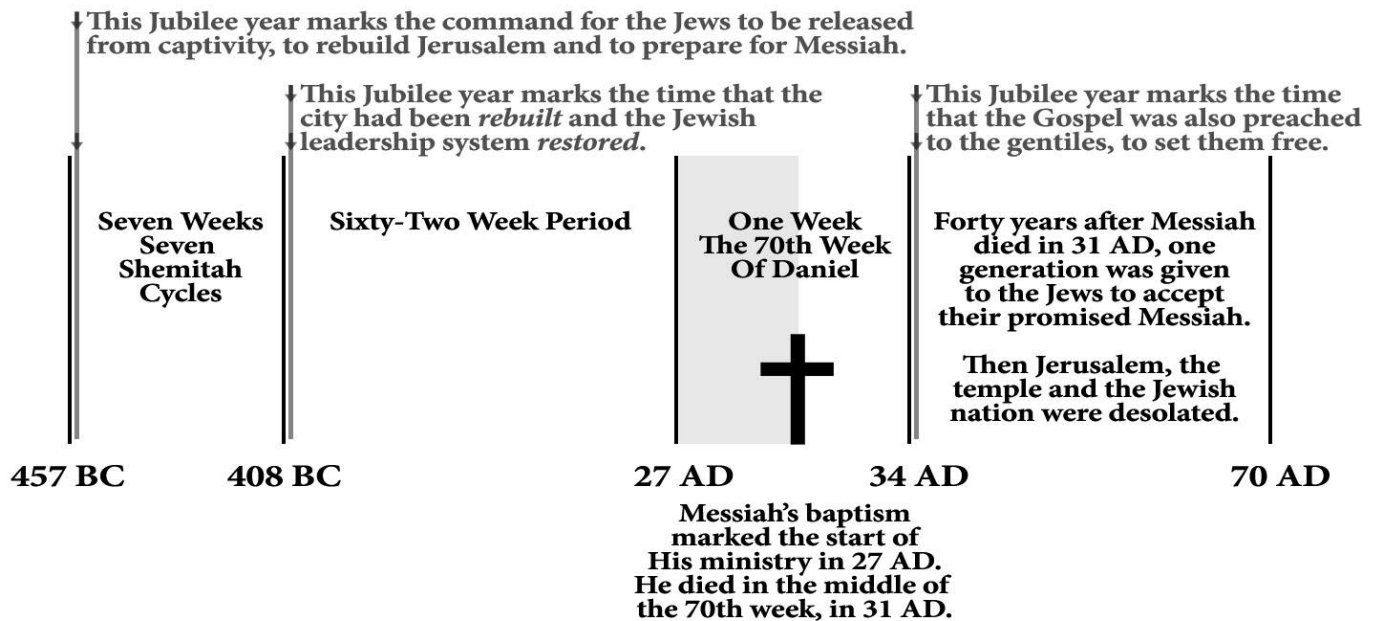 This Jubilee year marks the command for the Jews to be released
from captivity, to rebuild Jerusalem and to prepare for Messiah.
This Jubilee year marks the time that the
city had been rebuilt and the Jewish
leadership system restored.
This Jubilee year marks the time
that the Gospel was also preached
to the gentiles, to set them free.
Seven Weeks
Seven
Shemitah
Cycles
Sixty-Two Week Period
One Week
The 70th Week
Of Daniel
Forty years after Messiah
died in 31 AD, one
generation was given
to the Jews to accept
their promised Messiah.
Then Jerusalem, the
temple and the Jewish
nation were desolated.
457 BC
408 BC
27 AD
34 AD
70 AD
Messiah's baptism
marked the start of
His ministry in 27 AD.
He died in the middle of
the 70th week, in 31 AD.